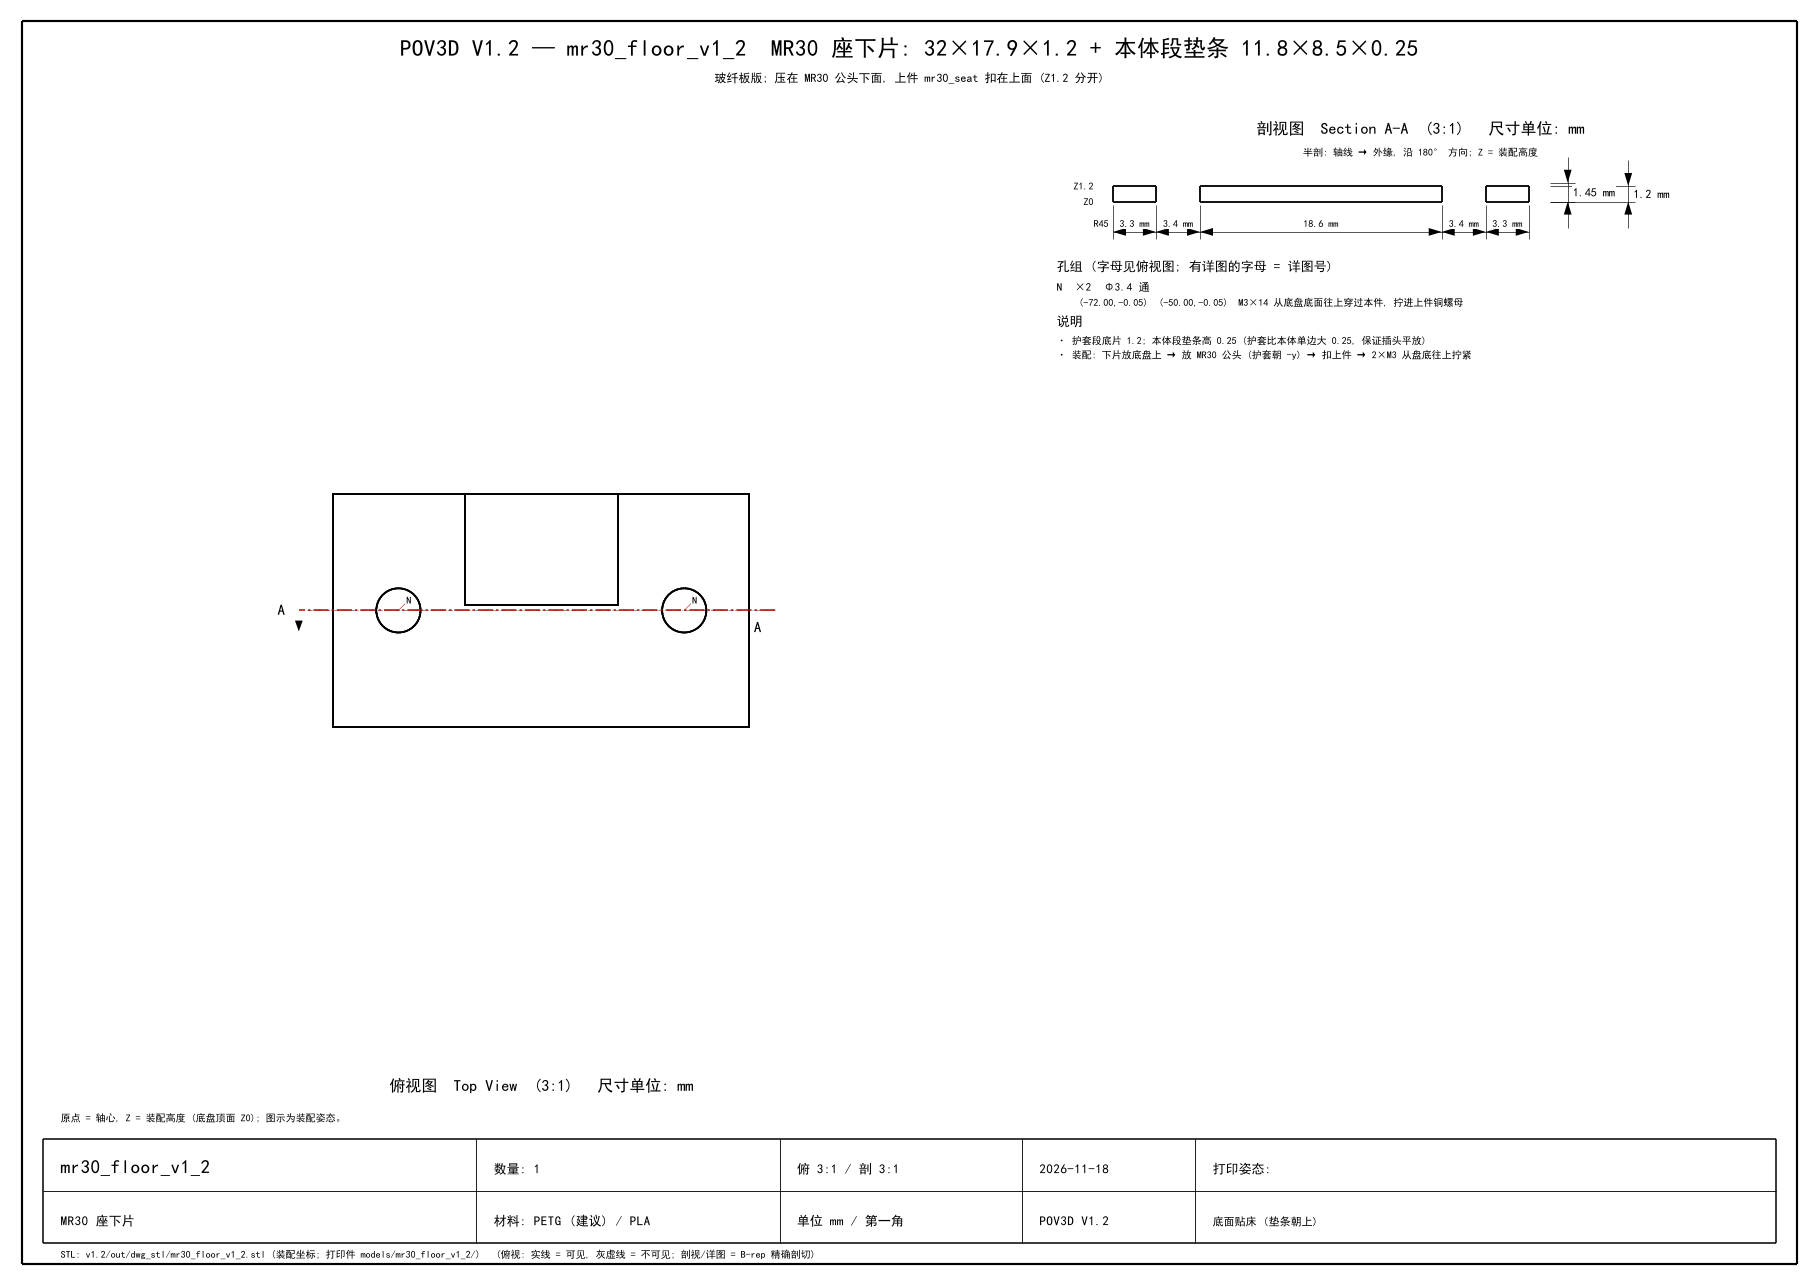 POV3D V1.2 — mr30_floor_v1_2  MR30 座下片: 32×17.9×1.2 + 本体段垫条 11.8×8.5×0.25
玻纤板版; 压在 MR30 公头下面, 上件 mr30_seat 扣在上面 (Z1.2 分开)
剖视图  Section A-A  (3:1)   尺寸单位: mm
半剖: 轴线 → 外缘, 沿 180° 方向; Z = 装配高度
Z1.2
Z0
1.45 mm
1.2 mm
R45
3.3 mm
3.4 mm
18.6 mm
3.4 mm
3.3 mm
孔组 (字母见俯视图; 有详图的字母 = 详图号)
N  ×2  Φ3.4 通
(-72.00,-0.05)  (-50.00,-0.05)  M3×14 从底盘底面往上穿过本件, 拧进上件铜螺母
说明
· 护套段底片 1.2; 本体段垫条高 0.25 (护套比本体单边大 0.25, 保证插头平放)
· 装配: 下片放底盘上 → 放 MR30 公头 (护套朝 -y) → 扣上件 → 2×M3 从盘底往上拧紧
N
N
A
A
俯视图  Top View  (3:1)   尺寸单位: mm
原点 = 轴心, Z = 装配高度 (底盘顶面 Z0); 图示为装配姿态。
mr30_floor_v1_2
数量: 1
俯 3:1 / 剖 3:1
2026-11-18
打印姿态:
MR30 座下片
材料: PETG (建议) / PLA
单位 mm / 第一角
POV3D V1.2
底面贴床 (垫条朝上)
STL: v1.2/out/dwg_stl/mr30_floor_v1_2.stl (装配坐标; 打印件 models/mr30_floor_v1_2/)   (俯视: 实线 = 可见, 灰虚线 = 不可见; 剖视/详图 = B-rep 精确剖切)